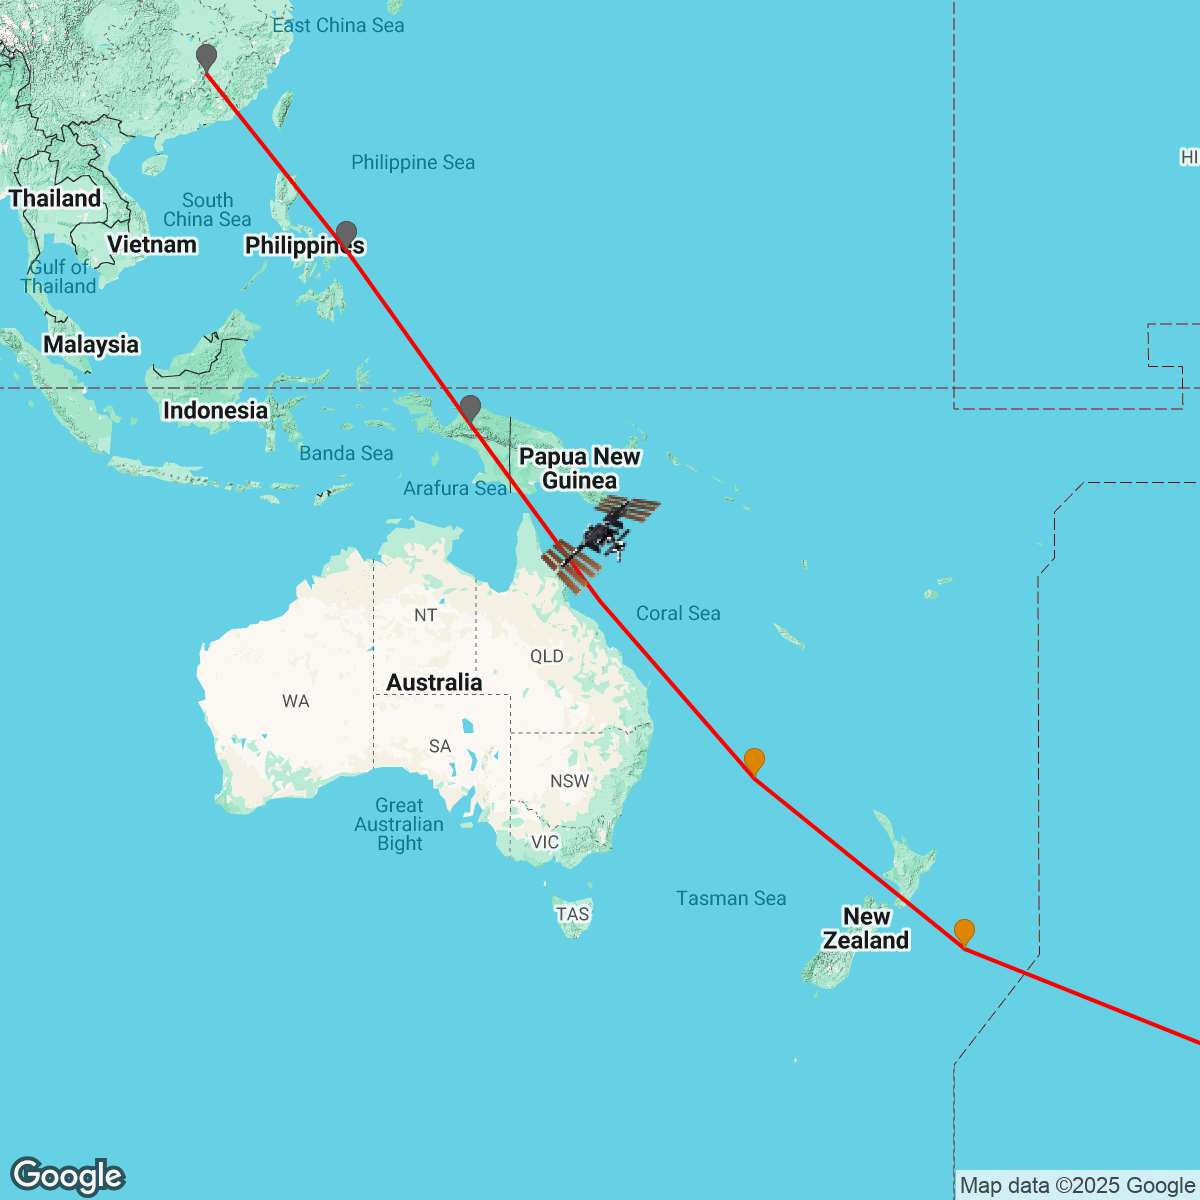 East China Sea
HI
Philippine Sea
Thailand
South
China Sea
Vietnam
Philippines
Gulf of
Thailand
Malaysia
Indonesia
Banda Sea
Papua New
Guinea
Arafura Sea
Coral Sea
NT
QLD
Australia
WA
SA
NSW
Great
Australian
Bight
VIC
Tasman Sea
TAS
New
Zealand
Google
Map data ©2025 Google